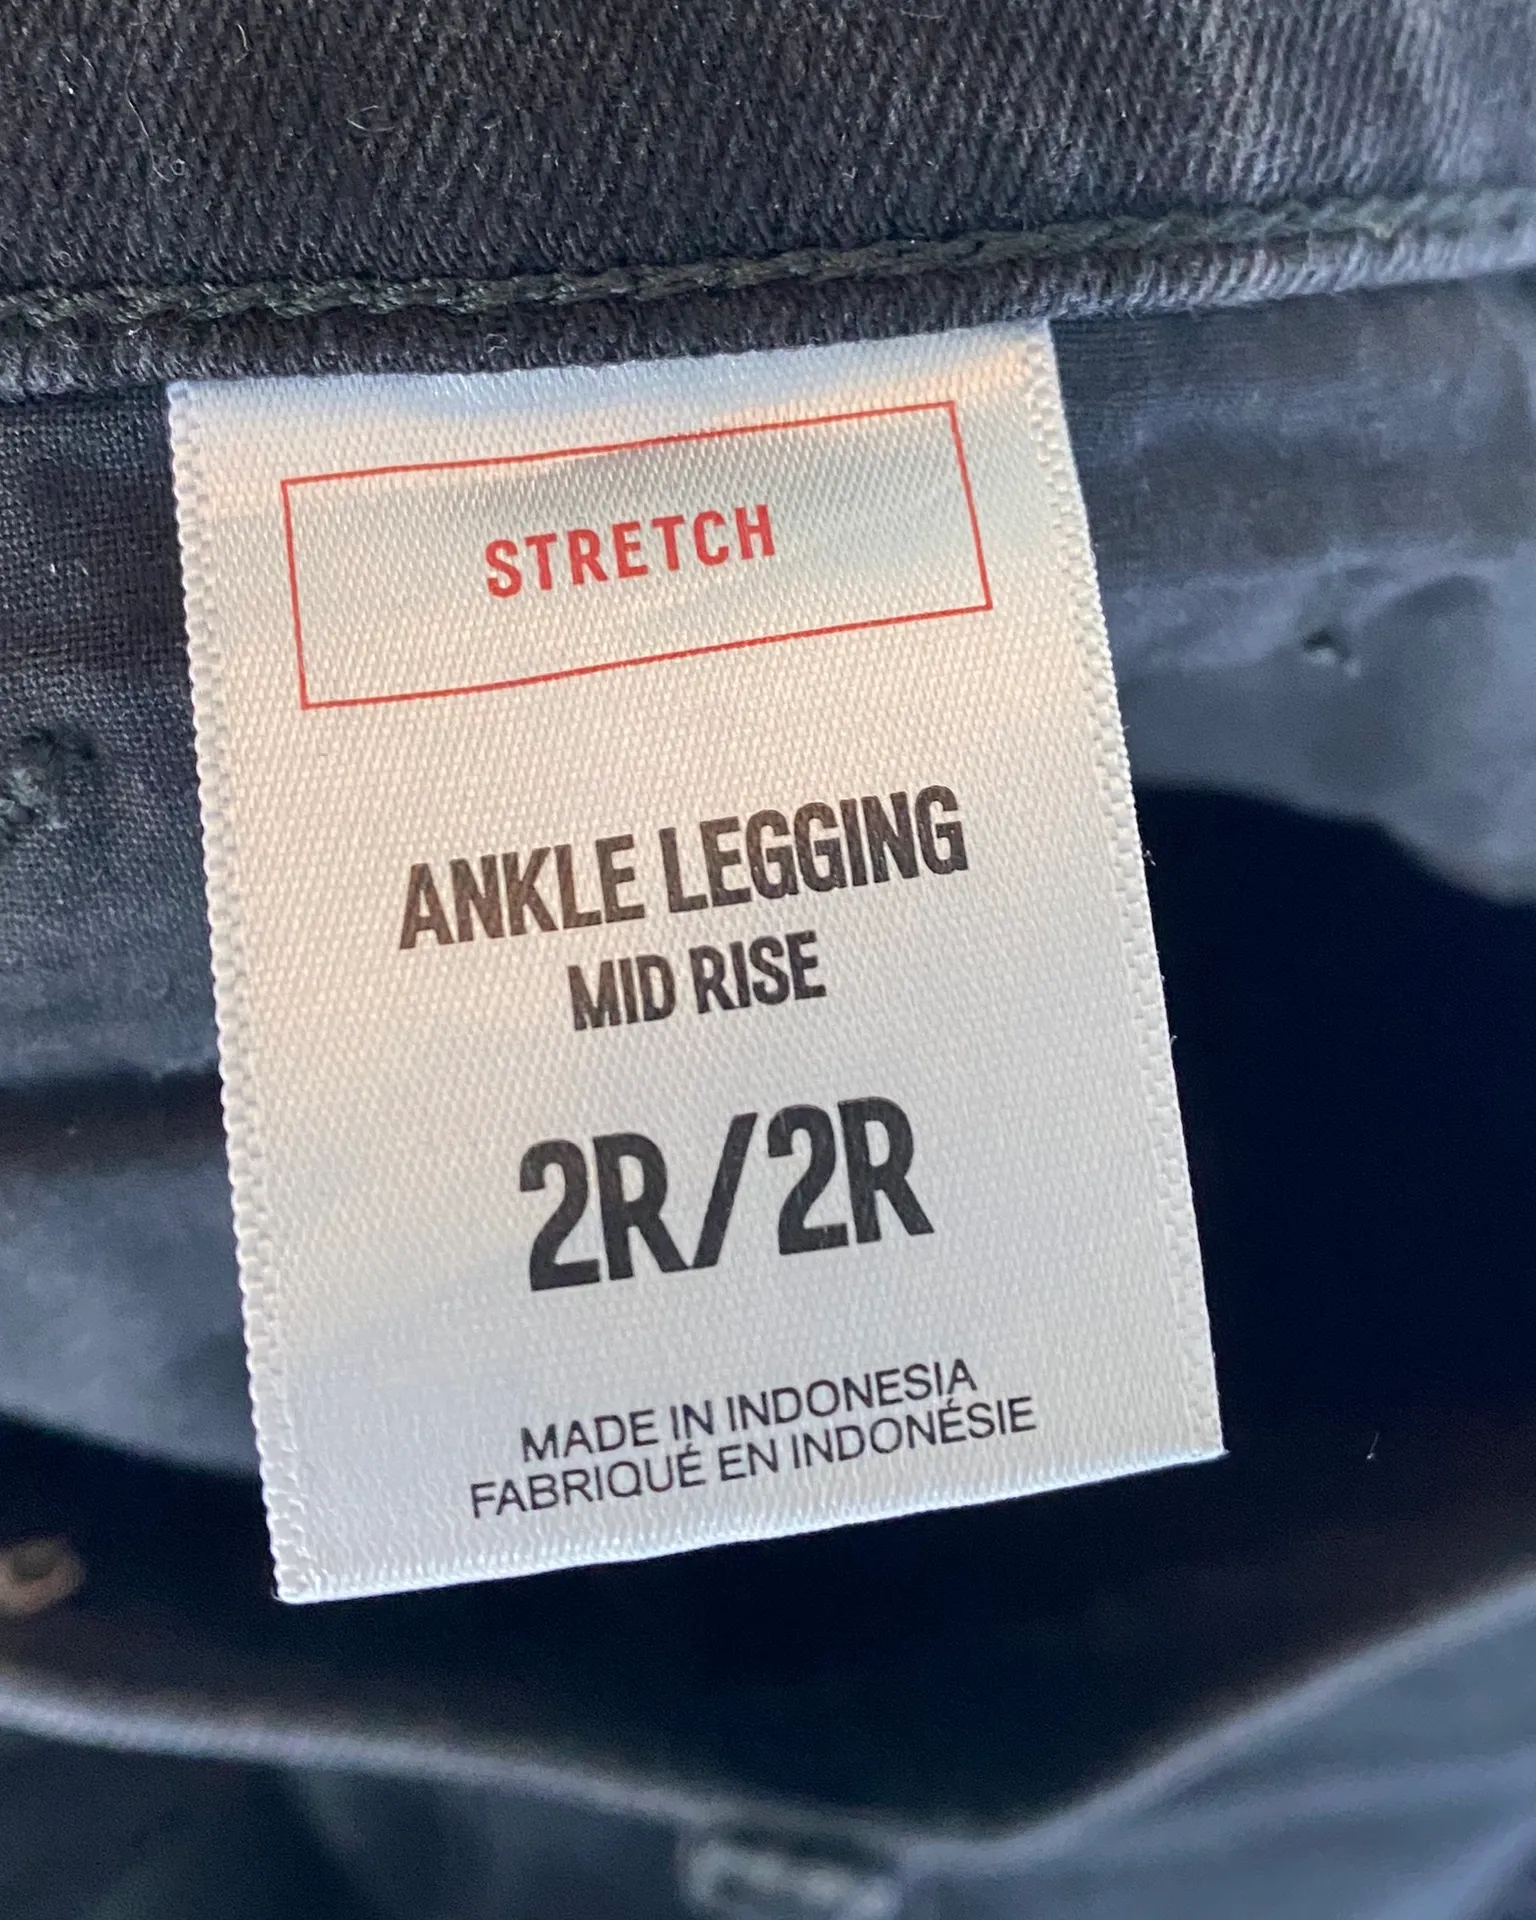 STRETCH
ANKLE LEGGING
MID RISE
2R/2R
MADE IN INDONESIA
FABRIQUÉ EN INDONÉSIE